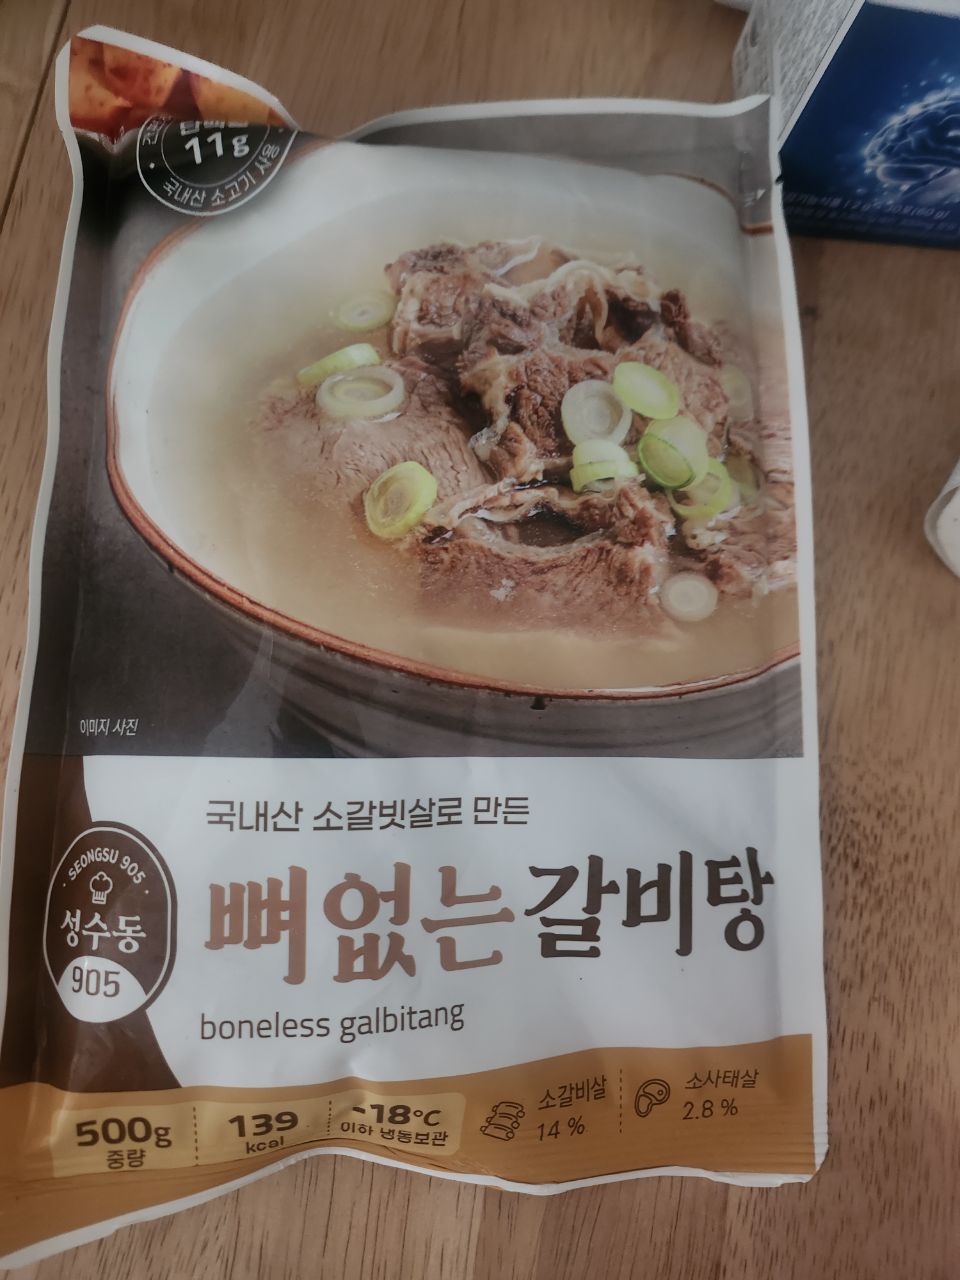 11g
국내산 소고기 사용
이미지 사진
국내산 소갈빗살로 만든
뼈없는갈비탕
boneless galbitang
SEONGSU 905
성수동
905
500g
중량
139
kcal
-18℃
이하 냉동보관
소갈비살
14 %
소사태살
2.8 %